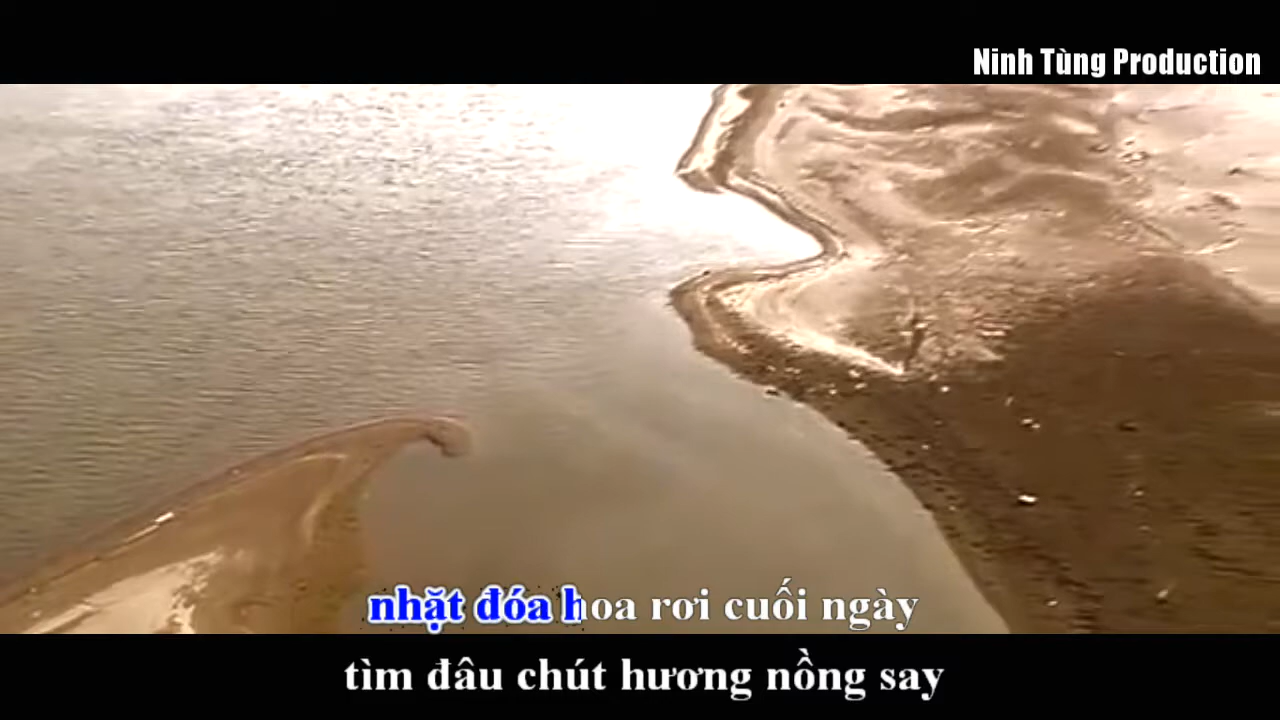 Ninh Tùng Production
nhặt đóa hoa rơi cuối ngày
tìm đâu chút hương nồng say